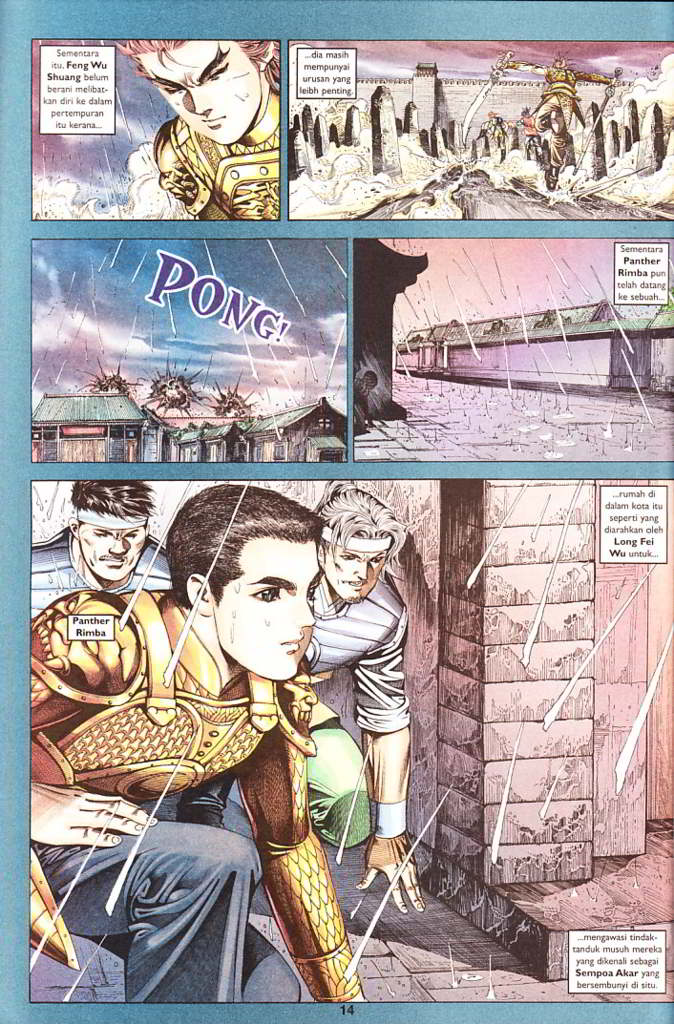 Sementara
itu, Feng Wu
Shuang belum
berani melibat-
kan diri ke dalam
pertempuran
itu kerana...
...dia masih
mempunyai
urusan yang
leibh penting.
PONG!
Sementara
Panther
Rimba pun
telah datang
ke sebuah...
...rumah di
dalam kota itu
seperti yang
diarahkan oleh
Long Fei
Wu untuk...
Panther
Rimba
...mengawasi tindak-
tanduk musuh mereka
yang dikenali sebagai
Sempoa Akar yang
bersembunyi di situ.
14